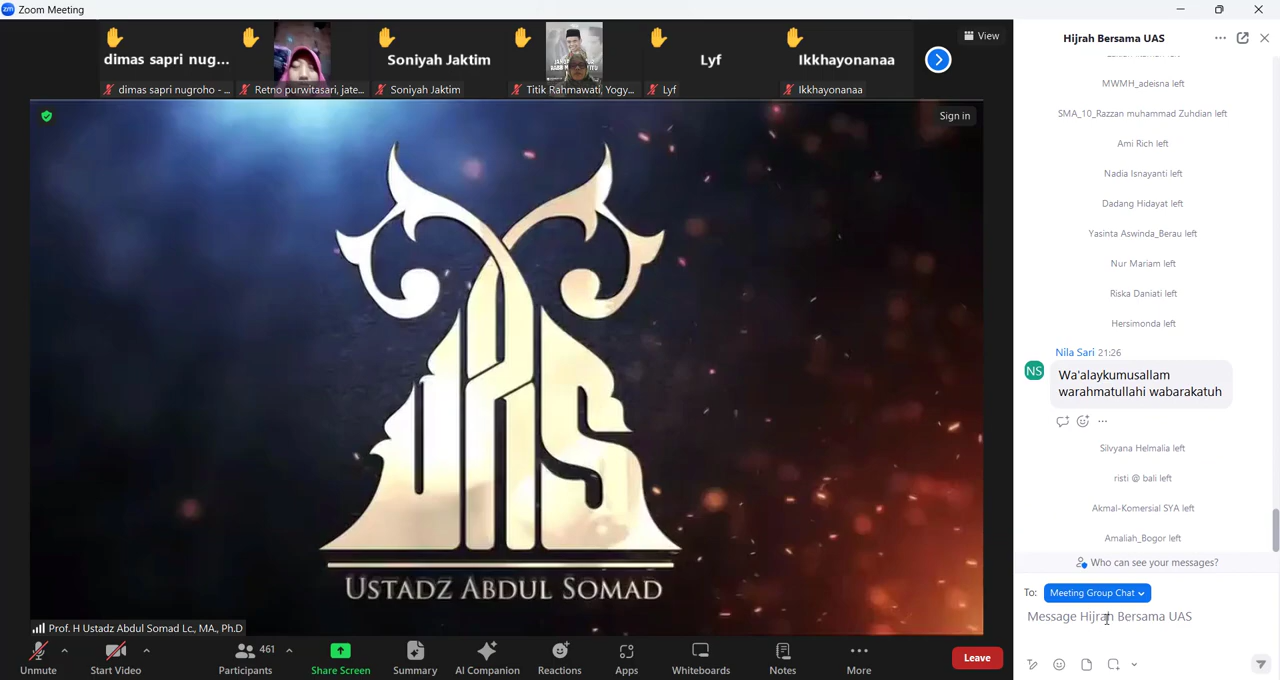 Zoom Meeting
dimas sapri nug...
Soniyah Jaktim
Lyf
Ikkhayonanaa
View
dimas sapri nugroho - ...
Retno purwitasari, jate...
Soniyah Jaktim
Titik Rahmawati, Yogy...
Lyf
Ikkhayonanaa
Sign in
UAS
USTADZ ABDUL SOMAD
Prof. H Ustadz Abdul Somad Lc., MA., Ph.D
Unmute
Start Video
461
Participants
Share Screen
Summary
AI Companion
Reactions
Apps
Whiteboards
Notes
More
Leave
Hijrah Bersama UAS
MWMH_adeisna left
SMA_10_Razzan muhammad Zuhdian left
Ami Rich left
Nadia Isnayanti left
Dadang Hidayat left
Yasinta Aswinda_Berau left
Nur Mariam left
Riska Daniati left
Hersimonda left
Nila Sari 21:26
NS
Wa'alaykumusallam
warahmatullahi wabarakatuh
Silvyana Helmalia left
risti @ bali left
Akmal-Komersial SYA left
Amaliah_Bogor left
Who can see your messages?
To: Meeting Group Chat
Message Hijrah Bersama UAS